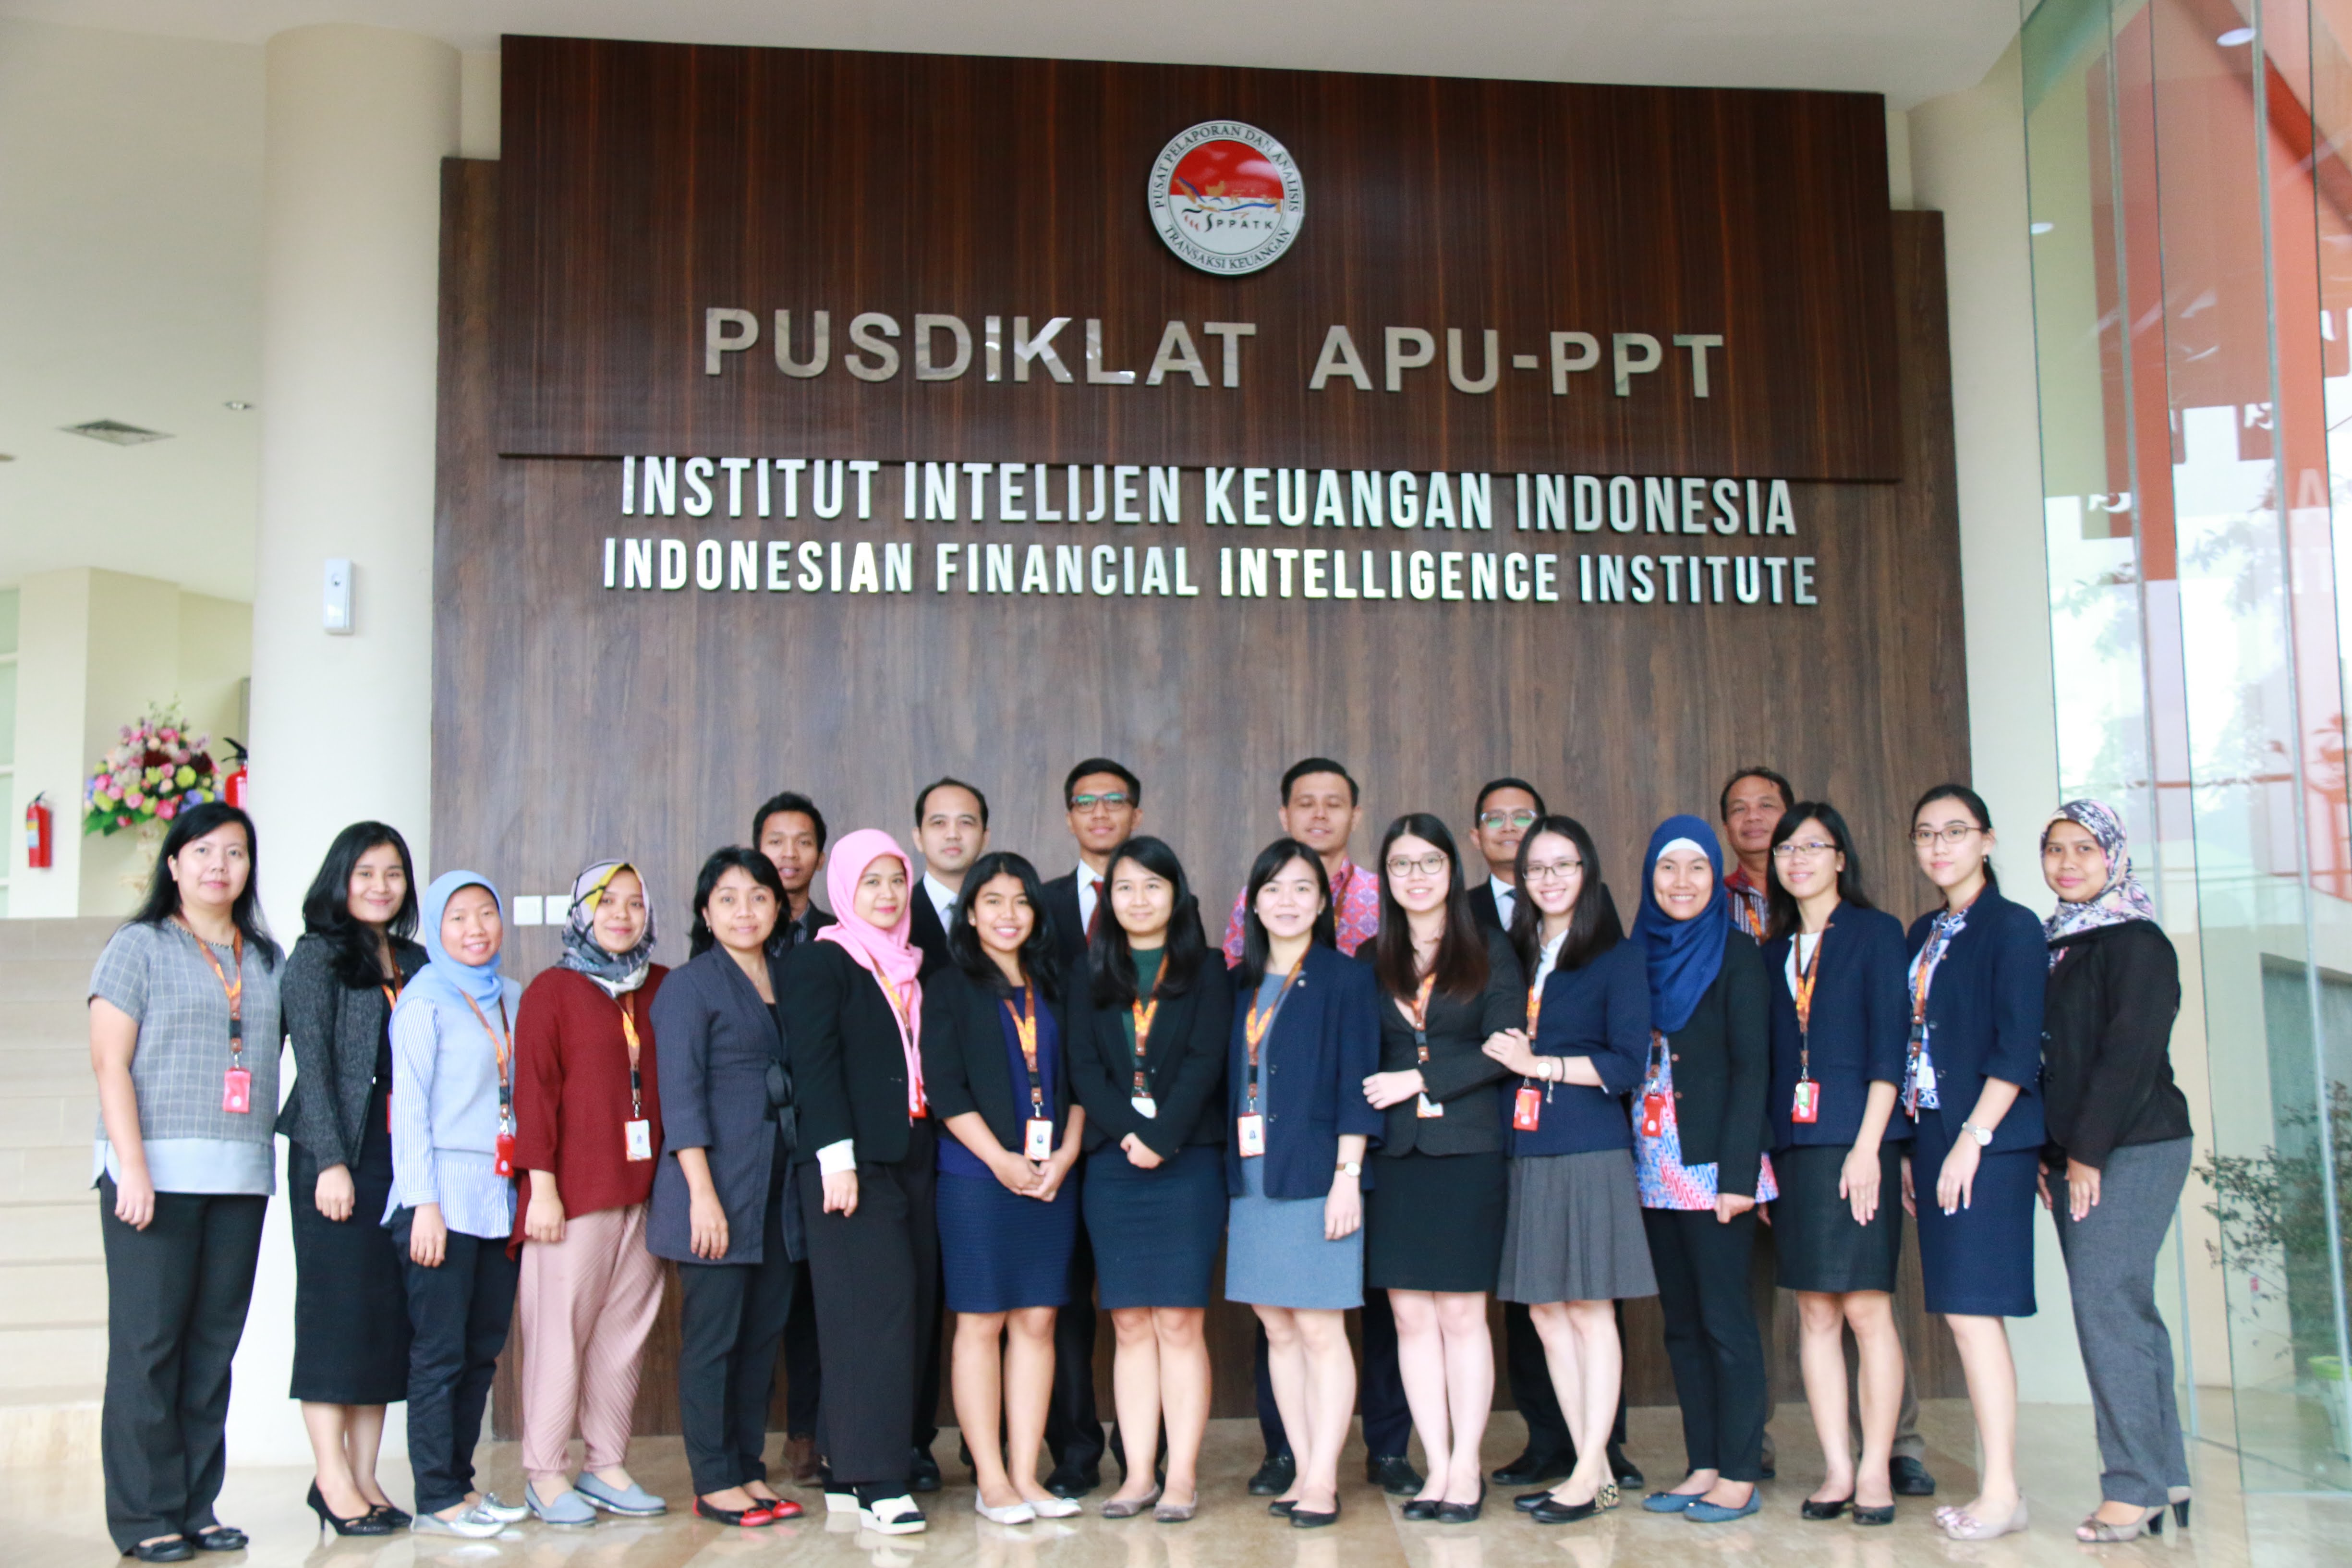 PUSAT PELAPORAN DAN ANALISIS
PPATK
TRANSAKSI KEUANGAN
PUSDIKLAT APU-PPT
INSTITUT INTELIJEN KEUANGAN INDONESIA
INDONESIAN FINANCIAL INTELLIGENCE INSTITUTE